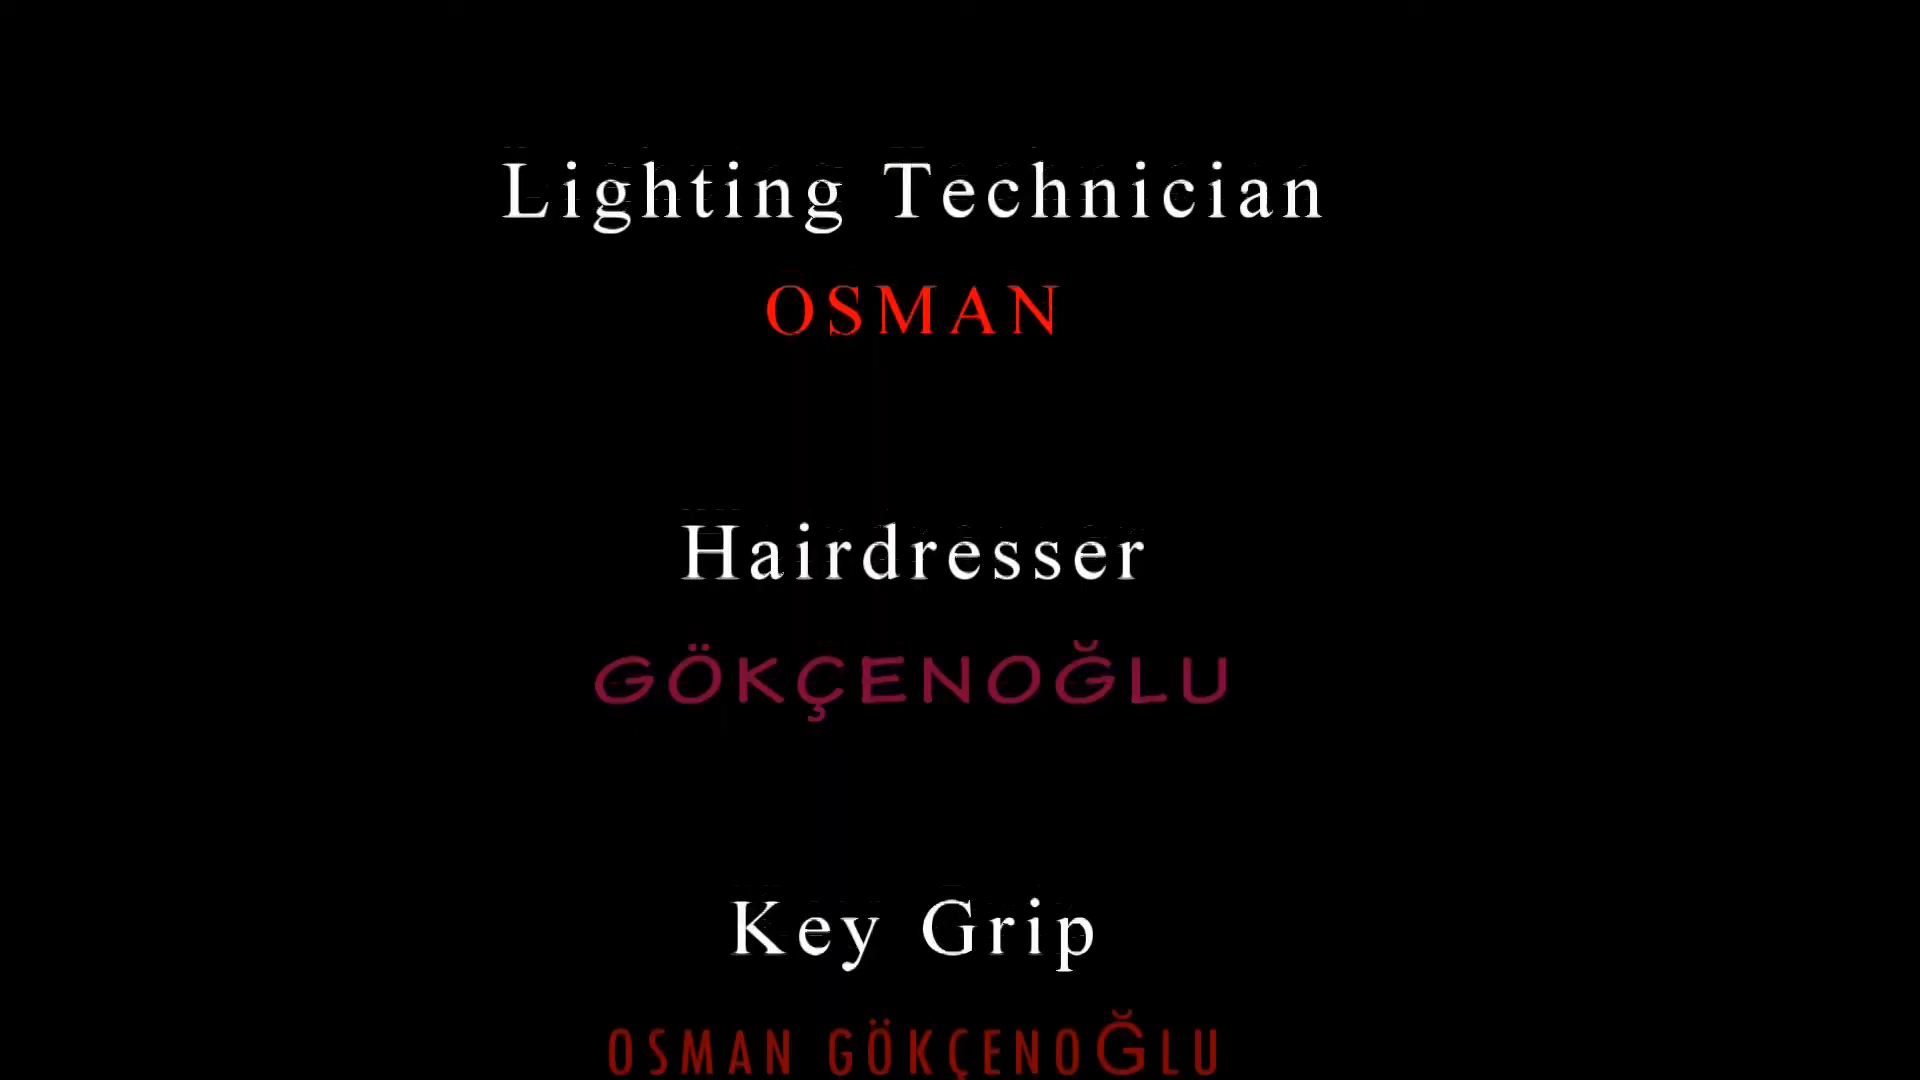 Lighting Technician
OSMAN
Hairdresser
GÖKÇENOĞLU
Key Grip
OSMAN GÖKÇENOĞLU